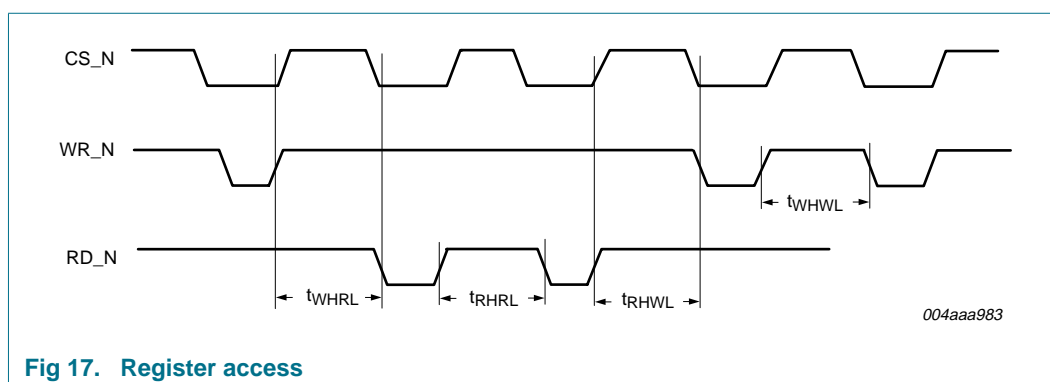 CS_N
WR_N
tWHWL
RD_N
tWHRL
tRHRL
tRHWL
004aaa983
Fig 17. Register access